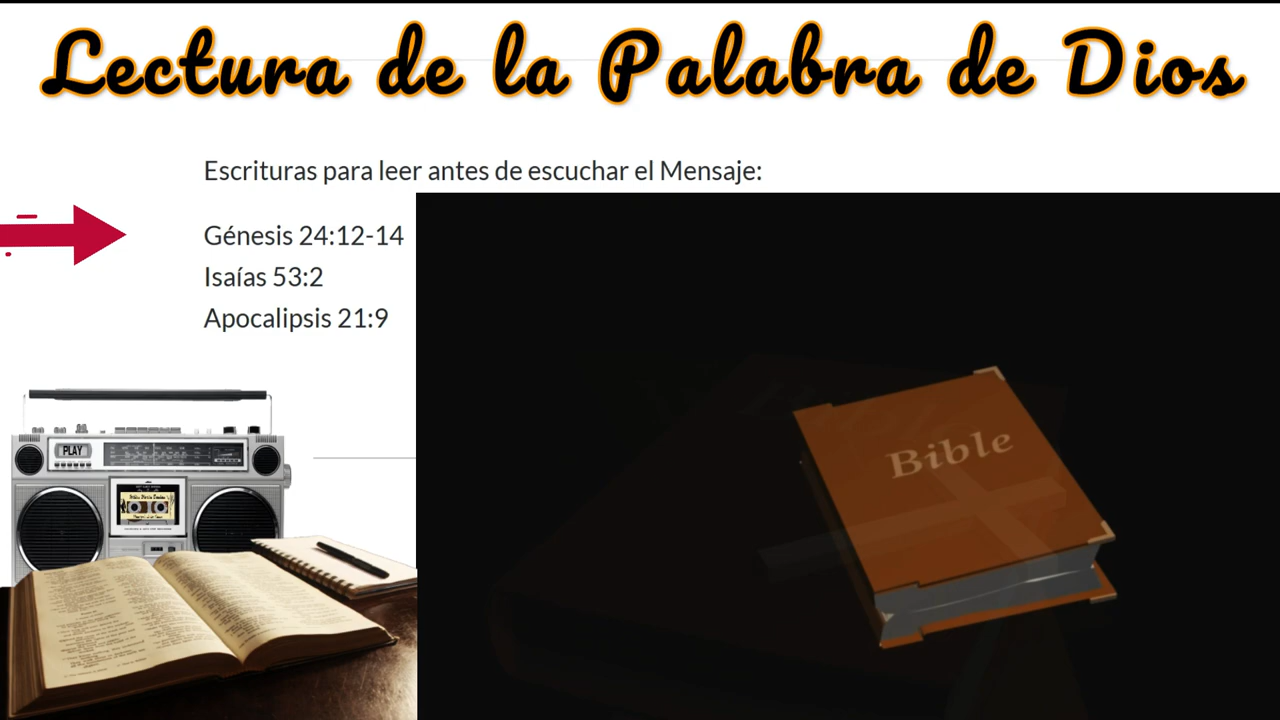 Lectura de la Palabra de Dios
Escrituras para leer antes de escuchar el Mensaje:
Génesis 24:12-14
Isaías 53:2
Apocalipsis 21:9
PLAY
Bible